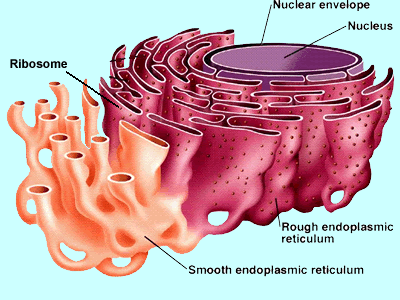 Nuclear envelope
Nucleus
Ribosome
Rough endoplasmic
reticulum
Smooth endoplasmic reticulum